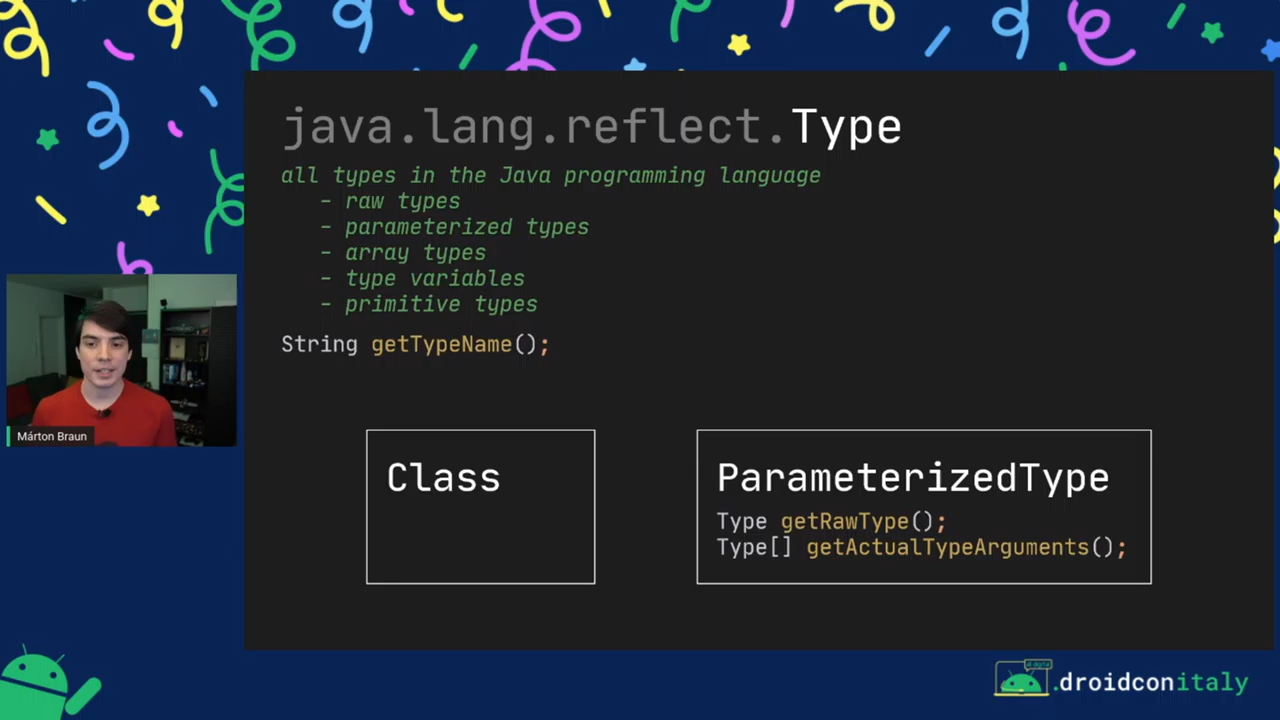 java.lang.reflect.Type
all types in the Java programming language
- raw types
- parameterized types
- array types
- type variables
- primitive types
String getTypeName();
Class
ParameterizedType
Type getRawType();
Type[] getActualTypeArguments();
Márton Braun
.droidconitaly